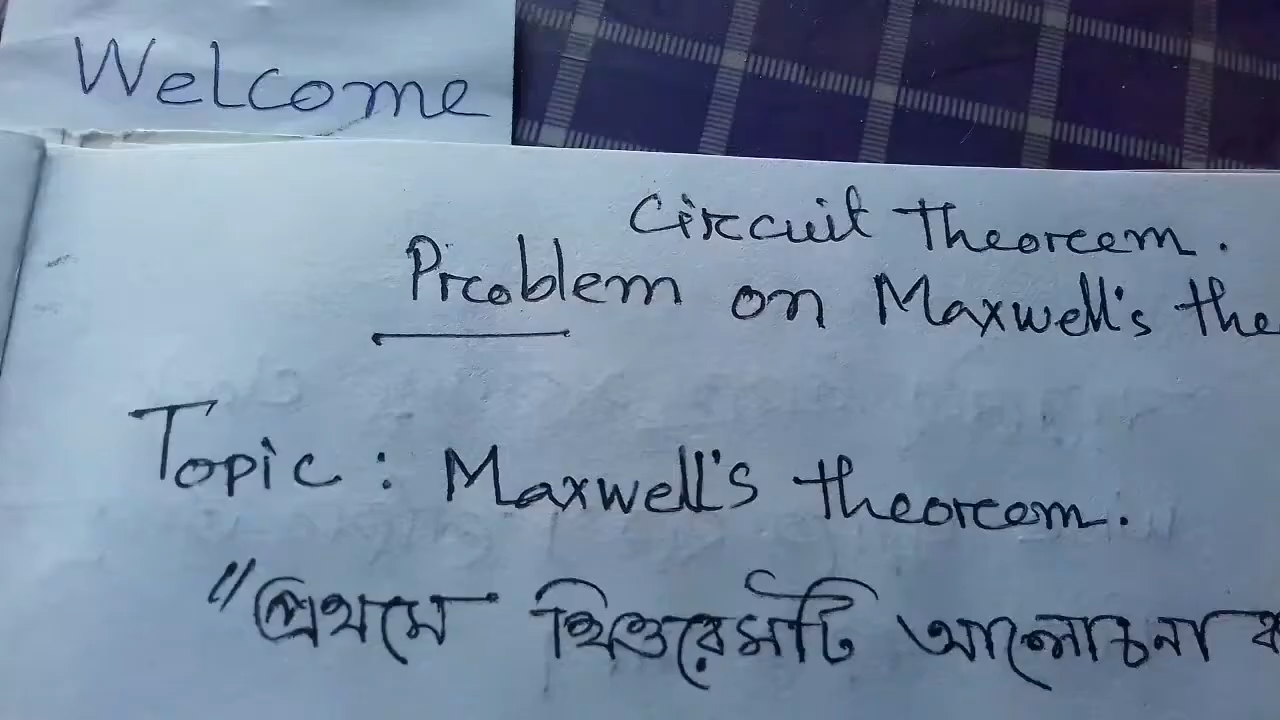 Welcome
Circuit Theorem.
Problem on Maxwell's the
Topic : Maxwell's theorem.
"প্রথমে থিওরেমটি আলোচনা